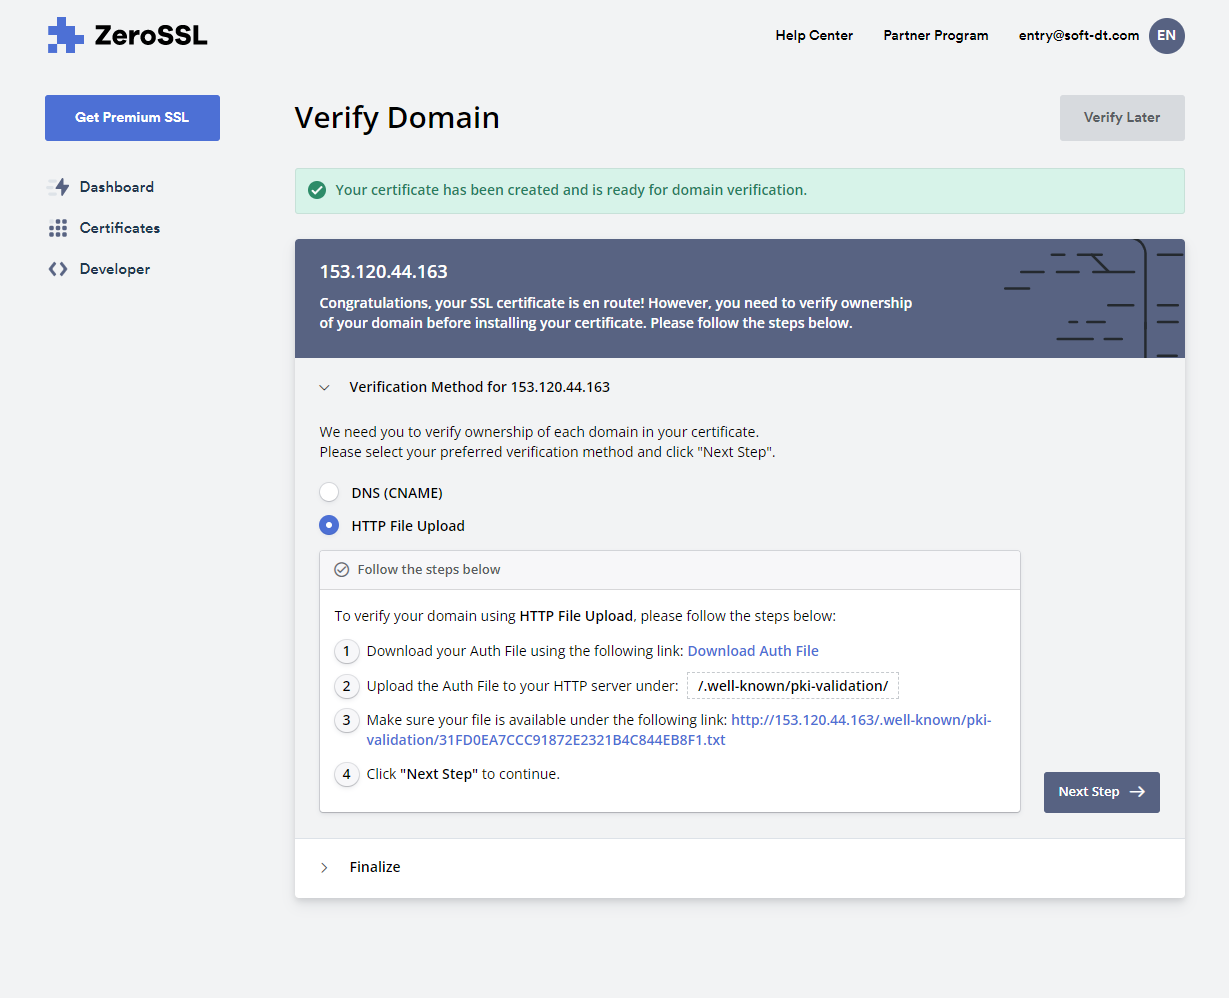 ZeroSSL
Help Center
Partner Program
entry@soft-dt.com
EN
Get Premium SSL
Dashboard
Certificates
Developer
Verify Domain
Verify Later
Your certificate has been created and is ready for domain verification.
153.120.44.163
Congratulations, your SSL certificate is en route! However, you need to verify ownership
of your domain before installing your certificate. Please follow the steps below.
Verification Method for 153.120.44.163
We need you to verify ownership of each domain in your certificate.
Please select your preferred verification method and click "Next Step".
DNS (CNAME)
HTTP File Upload
Follow the steps below
To verify your domain using HTTP File Upload, please follow the steps below:
1 Download your Auth File using the following link: Download Auth File
2 Upload the Auth File to your HTTP server under: /.well-known/pki-validation/
3 Make sure your file is available under the following link: http://153.120.44.163/.well-known/pki-
validation/31FD0EA7CCC91872E2321B4C844EB8F1.txt
4 Click "Next Step" to continue.
Next Step
Finalize